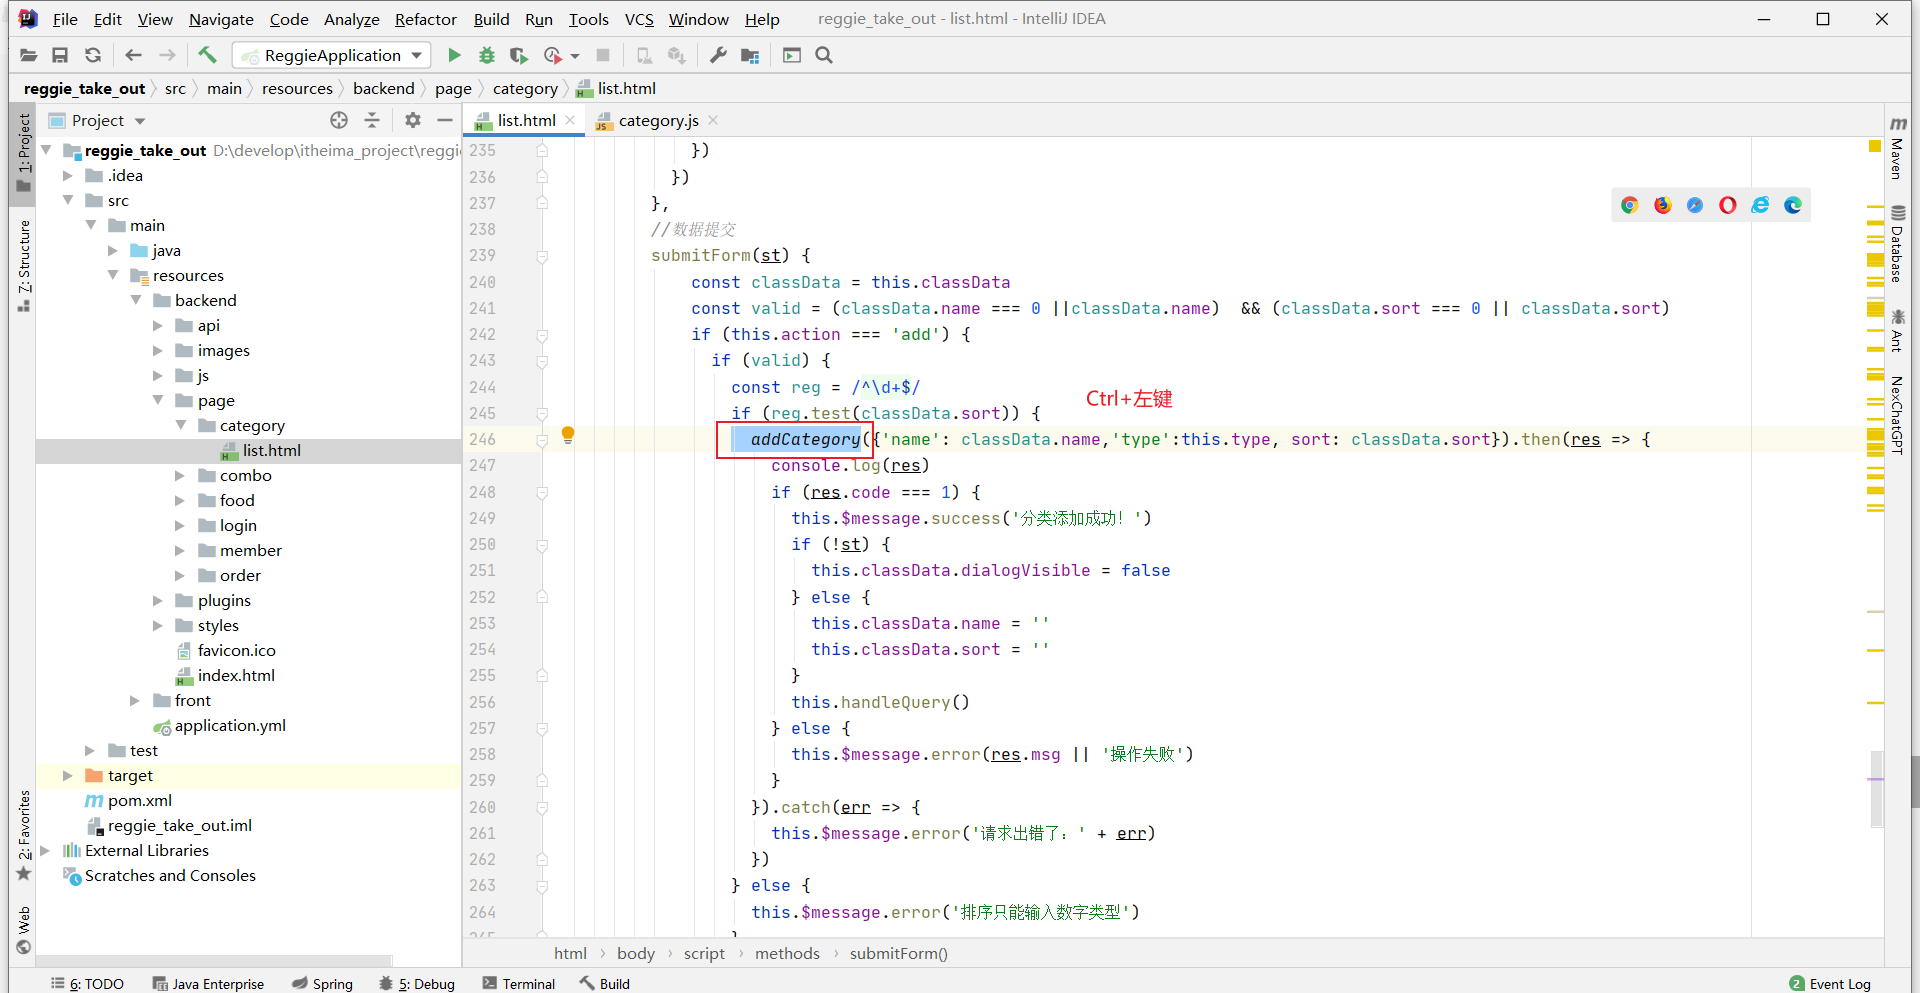 File Edit View Navigate Code Analyze Refactor Build Run Tools VCS Window Help reggie_take_out - list.html - IntelliJ IDEA
ReggieApplication
reggie_take_out src main resources backend page category list.html
Project
list.html
category.js
1: Project
Z: Structure
2: Favorites
Web
reggie_take_out D:\develop\itheima_project\reggi
.idea
src
main
java
resources
backend
api
images
js
page
category
list.html
combo
food
login
member
order
plugins
styles
favicon.ico
index.html
front
application.yml
test
target
pom.xml
reggie_take_out.iml
External Libraries
Scratches and Consoles
235 })
236 })
237 },
238 //数据提交
239 submitForm(st) {
240 const classData = this.classData
241 const valid = (classData.name === 0 ||classData.name)  && (classData.sort === 0 || classData.sort)
242 if (this.action === 'add') {
243 if (valid) {
244 const reg = /^\d+$/
Ctrl+左键
245 if (reg.test(classData.sort)) {
246 addCategory({'name': classData.name,'type':this.type, sort: classData.sort}).then(res => {
247 console.log(res)
248 if (res.code === 1) {
249 this.$message.success('分类添加成功！')
250 if (!st) {
251 this.classData.dialogVisible = false
252 } else {
253 this.classData.name = ''
254 this.classData.sort = ''
255 }
256 this.handleQuery()
257 } else {
258 this.$message.error(res.msg || '操作失败')
259 }
260 }).catch(err => {
261 this.$message.error('请求出错了：' + err)
262 })
263 } else {
264 this.$message.error('排序只能输入数字类型')
265 }
html body script methods submitForm()
m
Maven
Database
Ant
NexChatGPT
6: TODO Java Enterprise Spring 5: Debug Terminal Build 2 Event Log